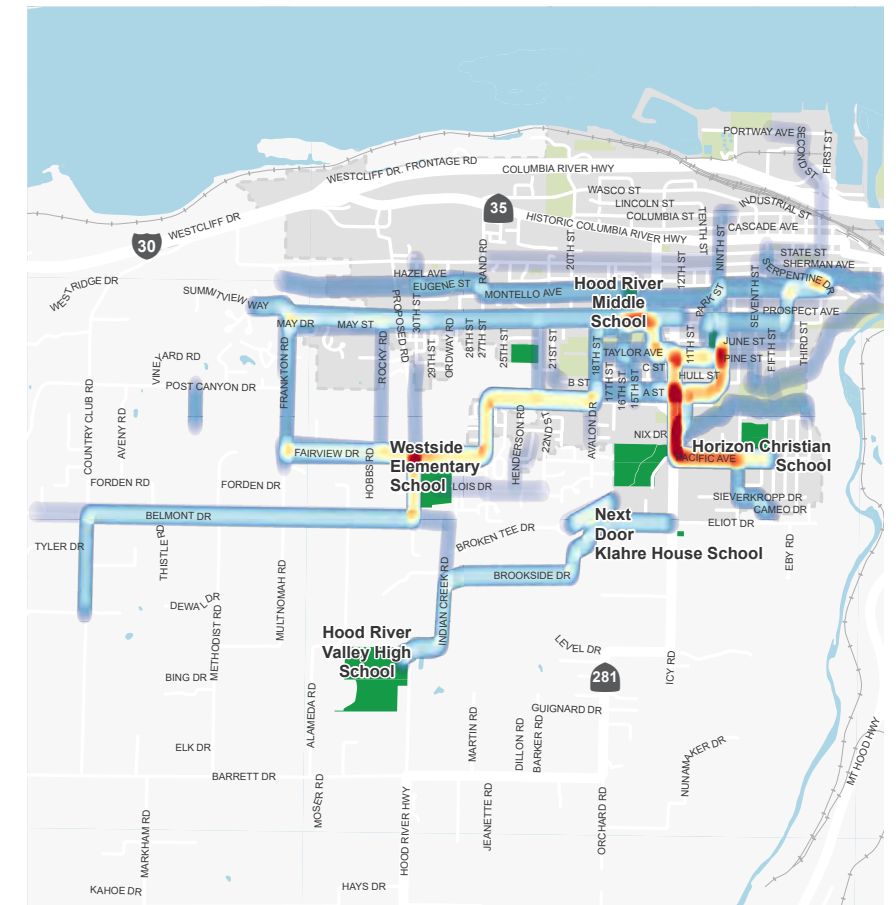 PORTWAY AVE
SECOND ST
FIRST ST
WESTCLIFF DR. FRONTAGE RD
COLUMBIA RIVER HWY
WASCO ST
LINCOLN ST
COLUMBIA ST
INDUSTRIAL ST
35
HISTORIC COLUMBIA RIVER HWY
TENTH ST
CASCADE AVE
WESTCLIFF DR
30
20TH ST
12TH ST
NINTH ST
STATE ST
SHERMAN AVE
RAND RD
HAZEL AVE
EUGENE ST
MONTELLO AVE
WEST RIDGE DR
SUMMITVIEW WAY
SERPENTINE DR
Hood River
Middle
School
PARK ST
SEVENTH ST
PROSPECT AVE
MAY DR
MAY ST
PROPOSED RD
30TH ST
29TH ST
ORDWAY RD
28TH ST
27TH ST
25TH ST
21ST ST
18TH ST
TAYLOR AVE
11TH ST
JUNE ST
PINE ST
FIFTH ST
THIRD ST
VINEYARD RD
FRANKTON RD
ROCKY RD
POST CANYON DR
B ST
17TH ST
16TH ST
15TH ST
C ST
A ST
HULL ST
COUNTRY CLUB RD
AVENY RD
HENDERSON RD
22ND ST
AVALON DR
NIX DR
Westside
Elementary
School
Horizon Christian
School
PACIFIC AVE
FAIRVIEW DR
HOBBS RD
FORDEN RD
FORDEN DR
LOIS DR
SIEVERKROPP DR
CAMEO DR
BELMONT DR
Next
Door
Klahre House School
ELIOT DR
EBY RD
TYLER DR
THISTLE RD
BROKEN TEE DR
BROOKSIDE DR
INDIAN CREEK RD
MULTNOMAH RD
DEWAL DR
METHODIST RD
Hood River
Valley High
School
LEVEL DR
281
ICY RD
BING DR
ALAMEDA RD
GUIGNARD DR
MARTIN RD
DILLON RD
BARKER RD
ELK DR
NUNAMAKER DR
MT HOOD HWY
BARRETT DR
MOSER RD
MARKHAM RD
HOOD RIVER HWY
JEANETTE RD
ORCHARD RD
KAHOE DR
HAYS DR